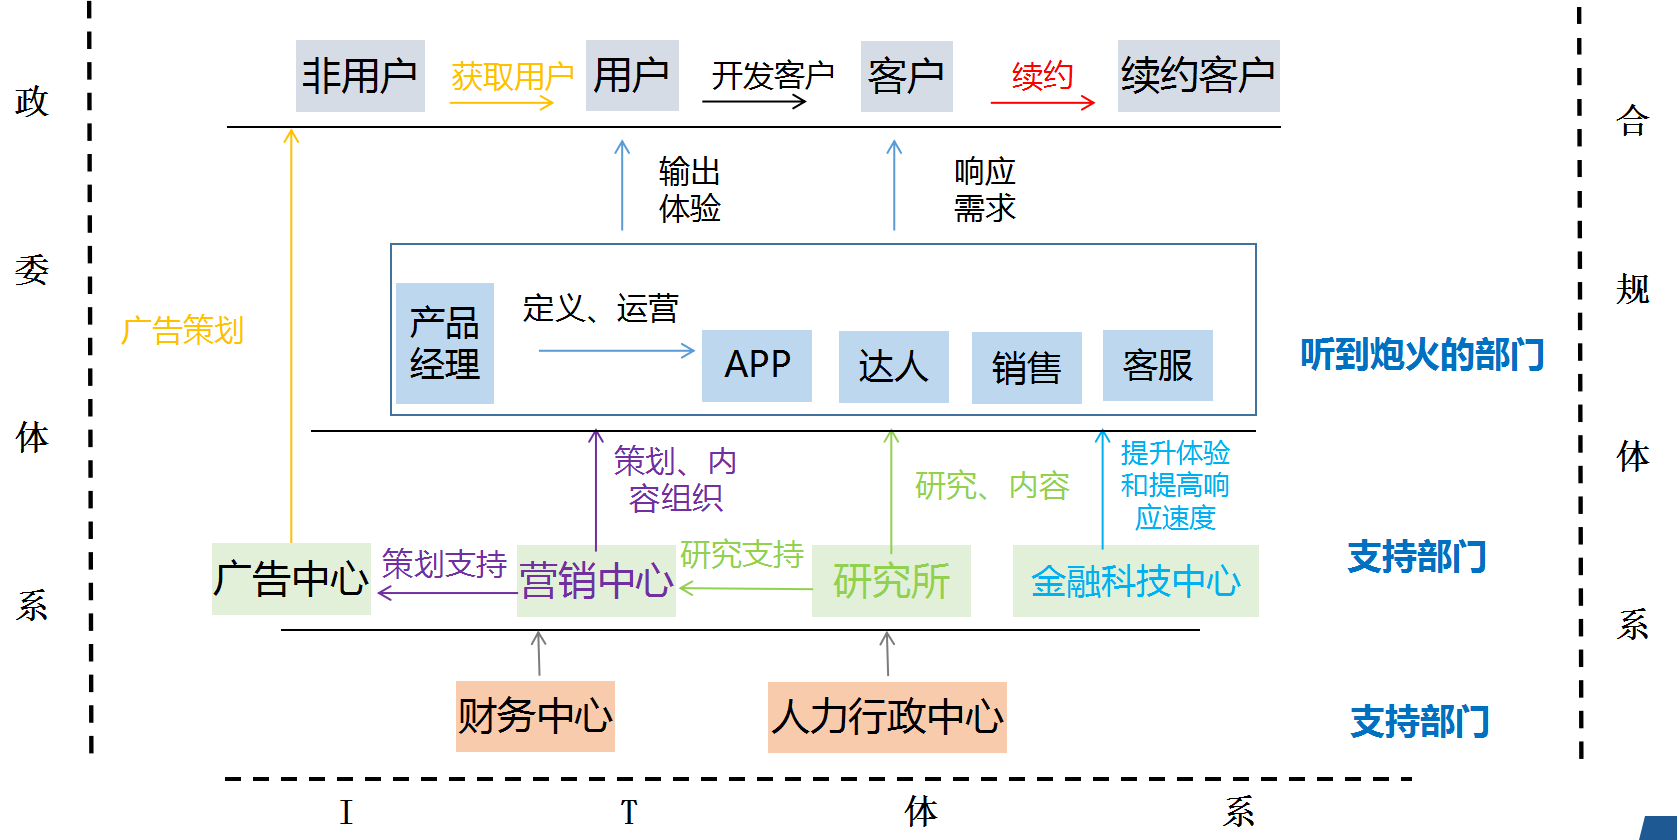 非用户
获取用户
用户
开发客户
客户
续约
续约客户
政
委
体
系
合
规
体
系
输出
体验
响应
需求
广告策划
产品
经理
定义、运营
APP
达人
销售
客服
听到炮火的部门
策划、内
容组织
研究、内容
提升体验
和提高响
应速度
广告中心
策划支持
营销中心
研究支持
研究所
金融科技中心
支持部门
财务中心
人力行政中心
支持部门
I T 体 系